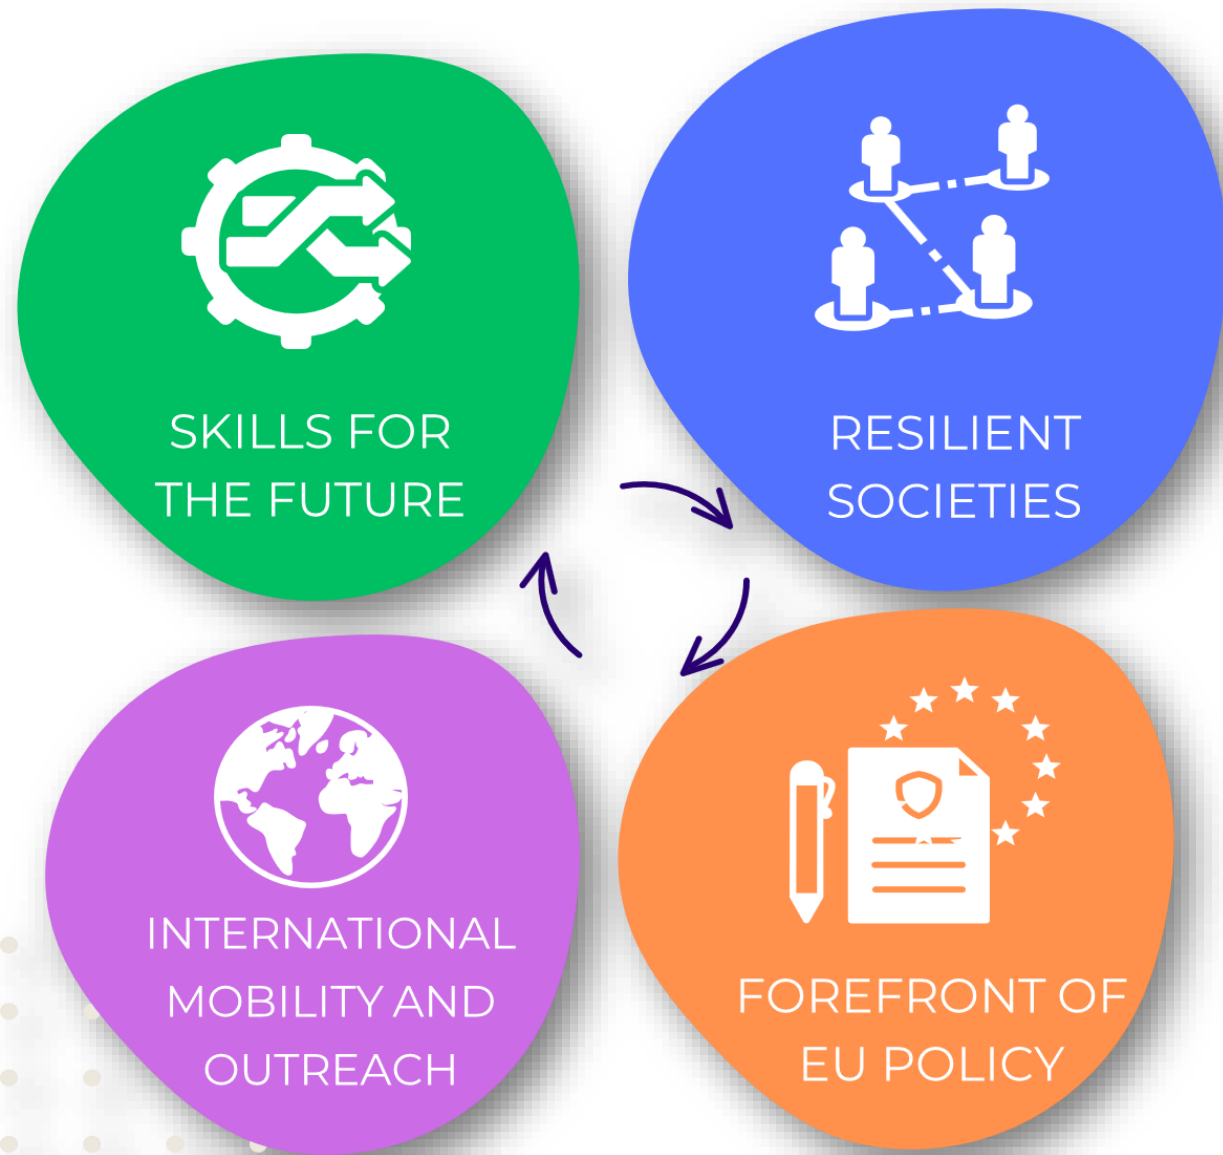 SKILLS FOR
THE FUTURE
RESILIENT
SOCIETIES
INTERNATIONAL
MOBILITY AND
OUTREACH
FOREFRONT OF
EU POLICY